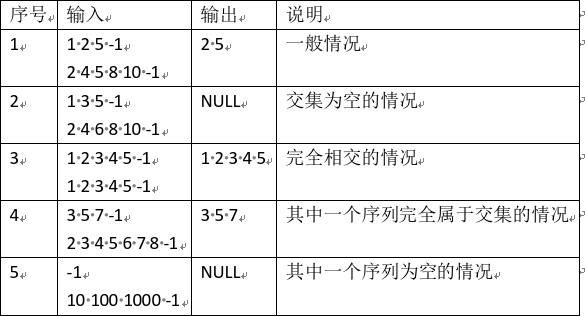 序号 输入 输出 说明
1 1 2 5 -1 2 5 一般情况
2 4 5 8 10 -1
2 1 3 5 -1 NULL 交集为空的情况
2 4 6 8 10 -1
3 1 2 3 4 5 -1 1 2 3 4 5 完全相交的情况
1 2 3 4 5 -1
4 3 5 7 -1 3 5 7 其中一个序列完全属于交集的情况
2 3 4 5 6 7 8 -1
5 -1 NULL 其中一个序列为空的情况
10 100 1000 -1